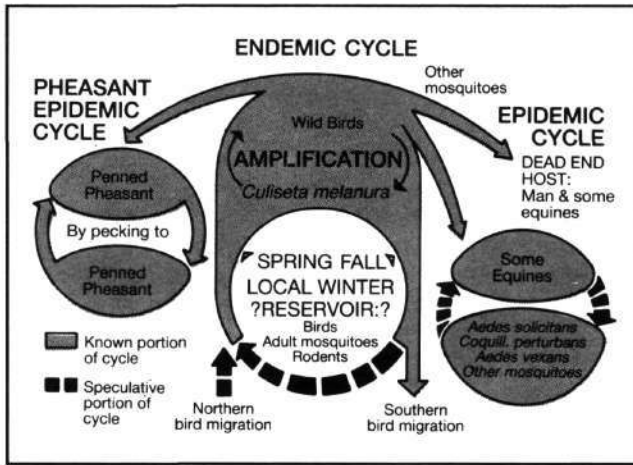 ENDEMIC CYCLE
PHEASANT
EPIDEMIC
CYCLE
Other
mosquitoes
EPIDEMIC
CYCLE
DEAD END
HOST:
Man & some
equines
Wild Birds
AMPLIFICATION
Culiseta melanura
Penned
Pheasant
By pecking to
Penned
Pheasant
SPRING FALL
LOCAL WINTER
?RESERVOIR:?
Birds
Adult mosquitoes
Rodents
Some
Equines
Aedes solicitans
Coquill. perturbans
Aedes vexans
Other mosquitoes
Known portion
of cycle
Speculative
portion of
cycle
Northern
bird migration
Southern
bird migration